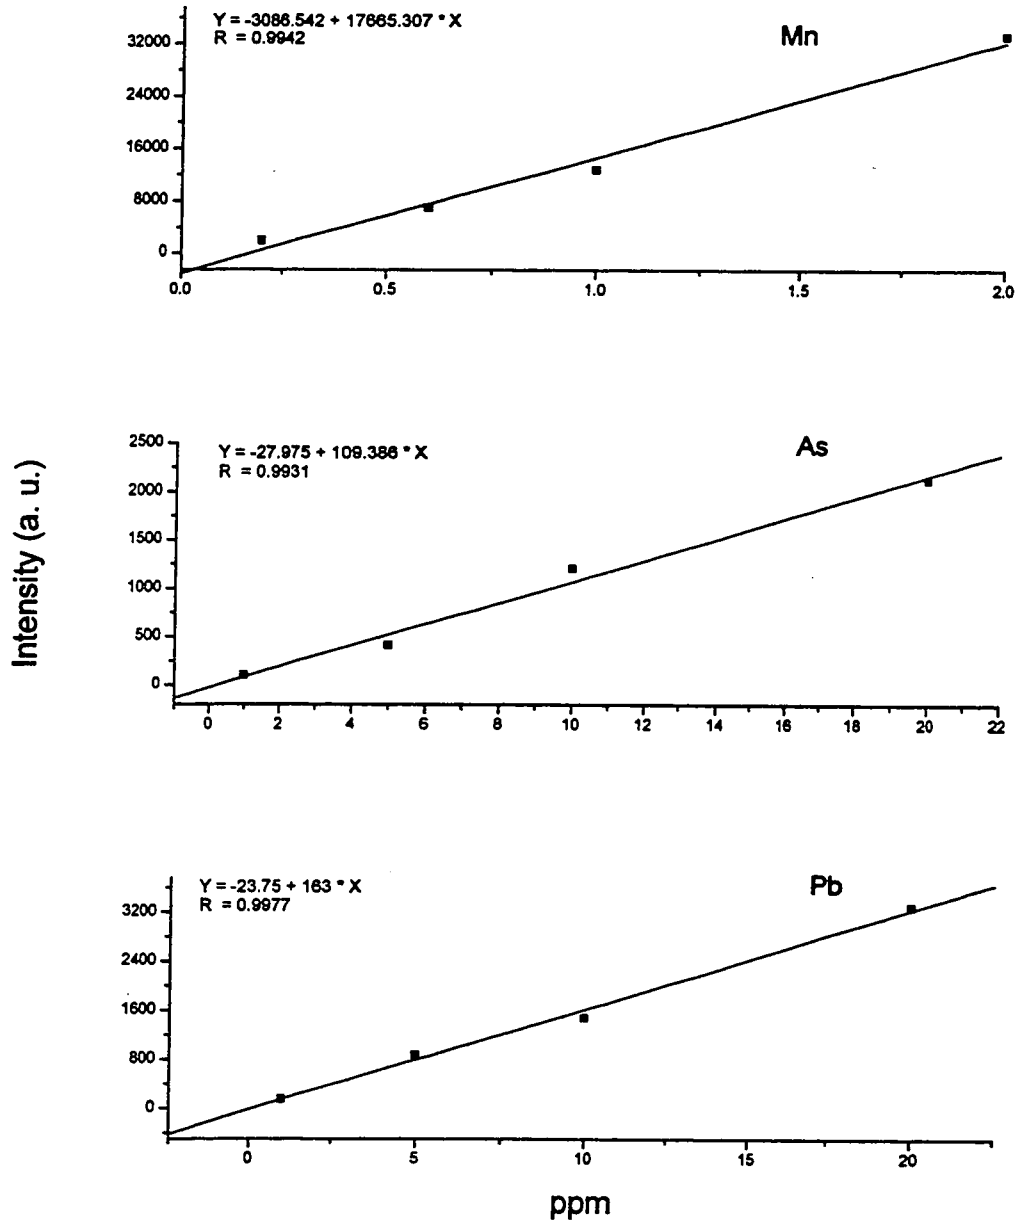 Y = -3086.542 + 17665.307 * X
R = 0.9942
Mn
32000
24000
16000
8000
0
0.0 0.5 1.0 1.5 2.0
Y = -27.975 + 109.386 * X
R = 0.9931
As
2500
2000
1500
1000
500
0
0 2 4 6 8 10 12 14 16 18 20 22
Intensity (a. u.)
Y = -23.75 + 163 * X
R = 0.9977
Pb
3200
2400
1600
800
0
0 5 10 15 20
ppm